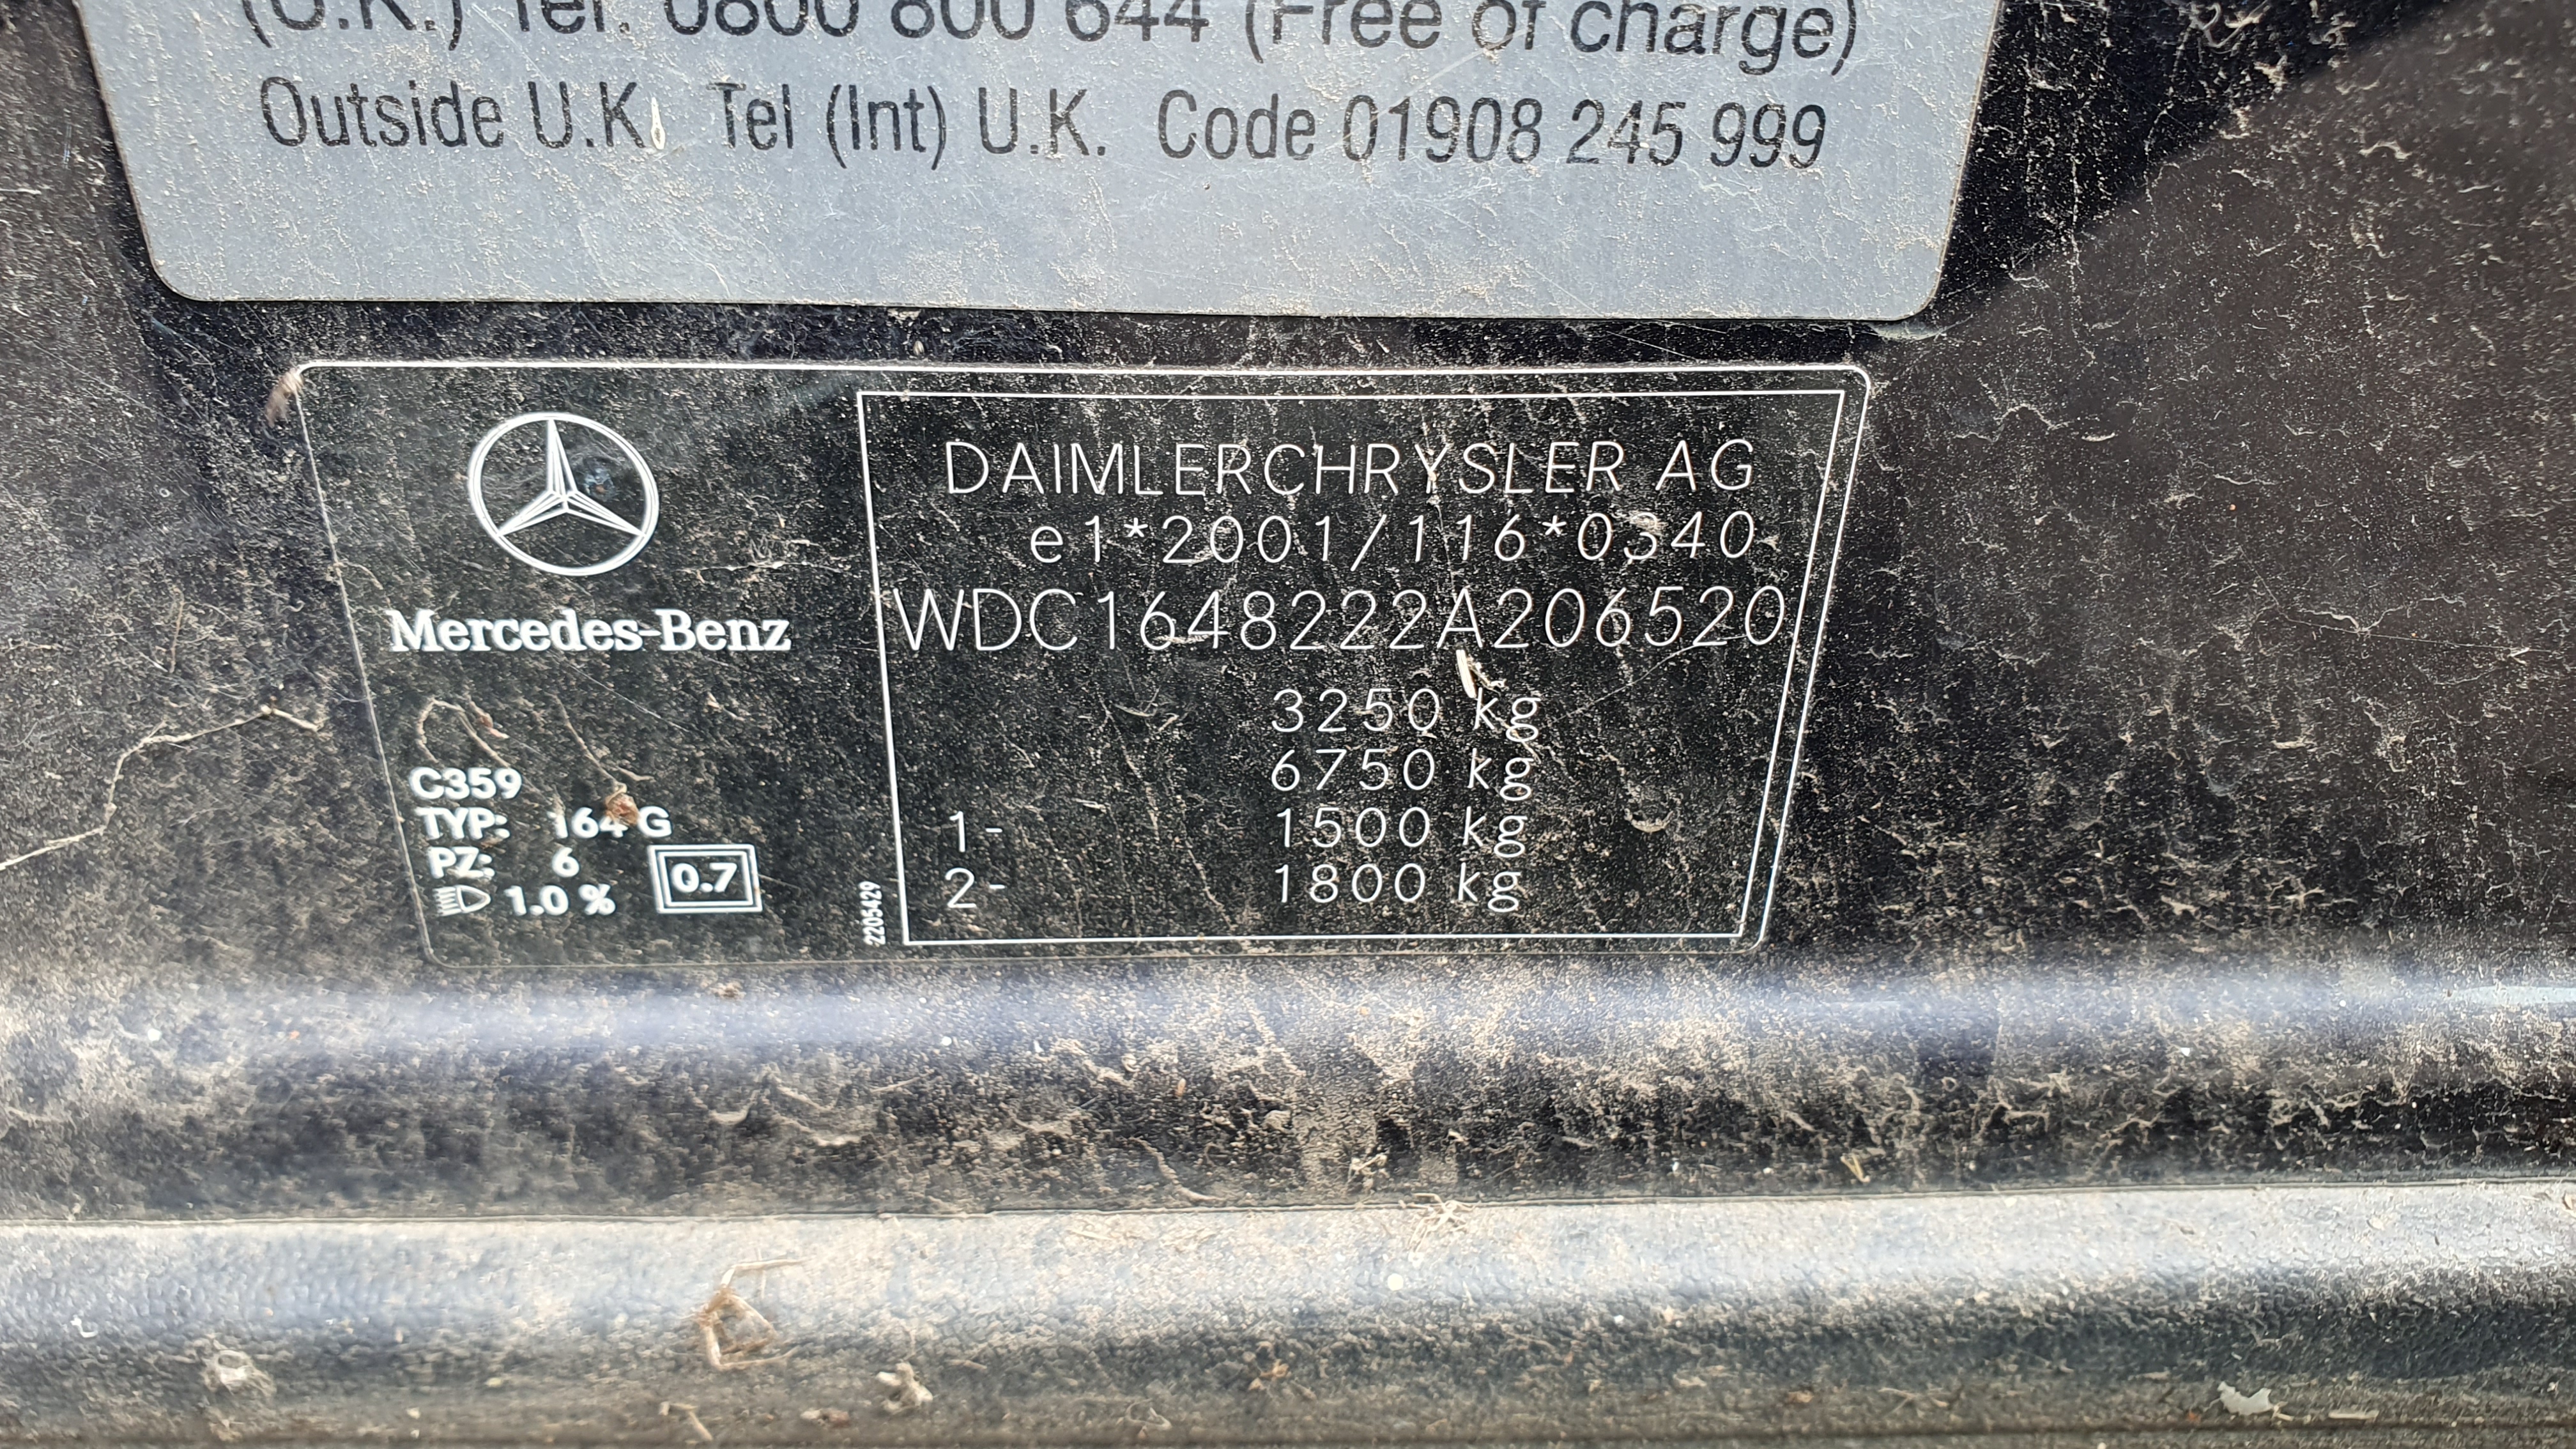 (U.K.) Tel. 0800 800 644 (Free of charge)
Outside U.K. Tel (Int) U.K. Code 01908 245 999
Mercedes-Benz
C359
TYP: 164 G
PZ: 6
1.0 %
0.7
2205429
DAIMLERCHRYSLER AG
e1*2001/116*0340
WDC1648222A206520
3250 kg
6750 kg
1- 1500 kg
2- 1800 kg